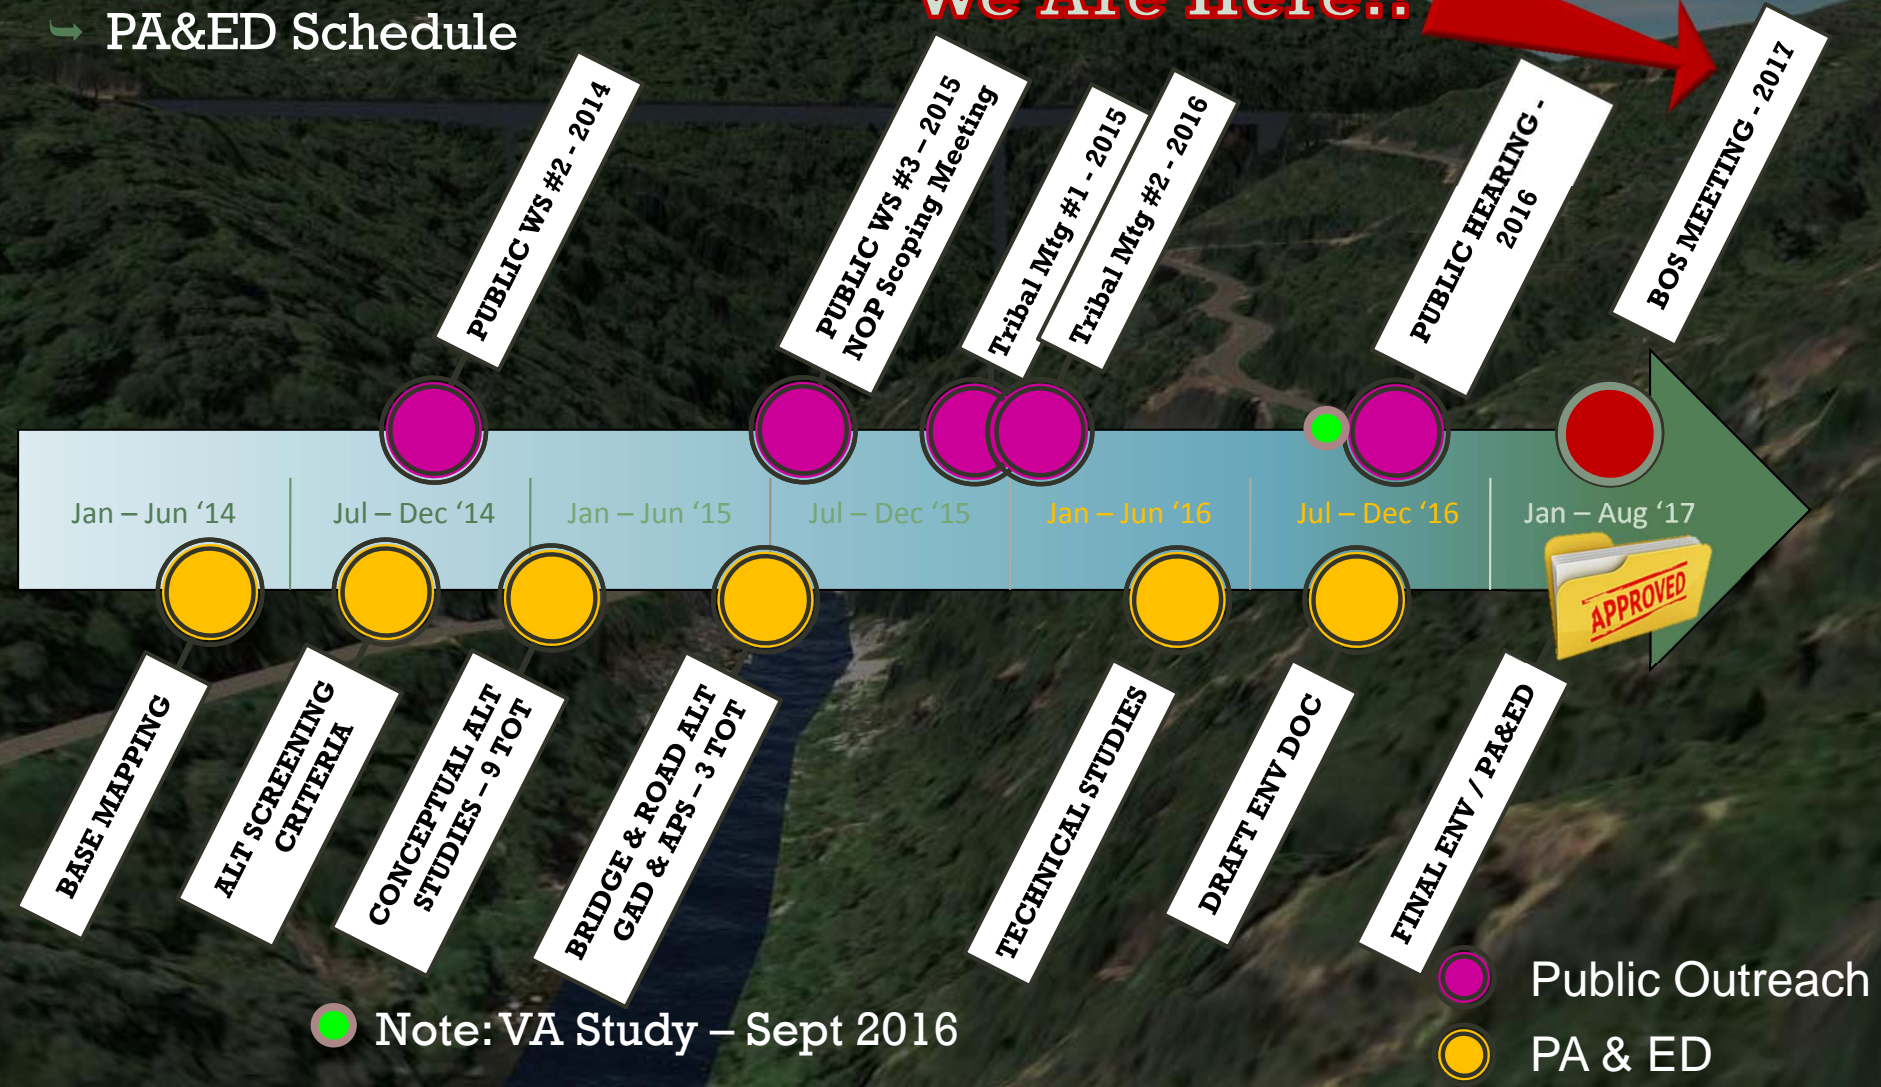 We Are Here!!
PA&ED Schedule
PUBLIC WS #2 - 2014
PUBLIC WS #3 – 2015
NOP Scoping Meeting
Tribal Mtg #1 - 2015
Tribal Mtg #2 - 2016
PUBLIC HEARING -
2016
BOS MEETING - 2017
Jan – Jun ‘14
Jul – Dec ‘14
Jan – Jun ‘15
Jul – Dec ‘15
Jan – Jun ‘16
Jul – Dec ‘16
Jan – Aug ‘17
APPROVED
BASE MAPPING
ALT SCREENING
CRITERIA
CONCEPTUAL ALT
STUDIES – 9 TOT
BRIDGE & ROAD ALT
GAD & APS – 3 TOT
TECHNICAL STUDIES
DRAFT ENV DOC
FINAL ENV / PA&ED
Note: VA Study – Sept 2016
Public Outreach
PA & ED